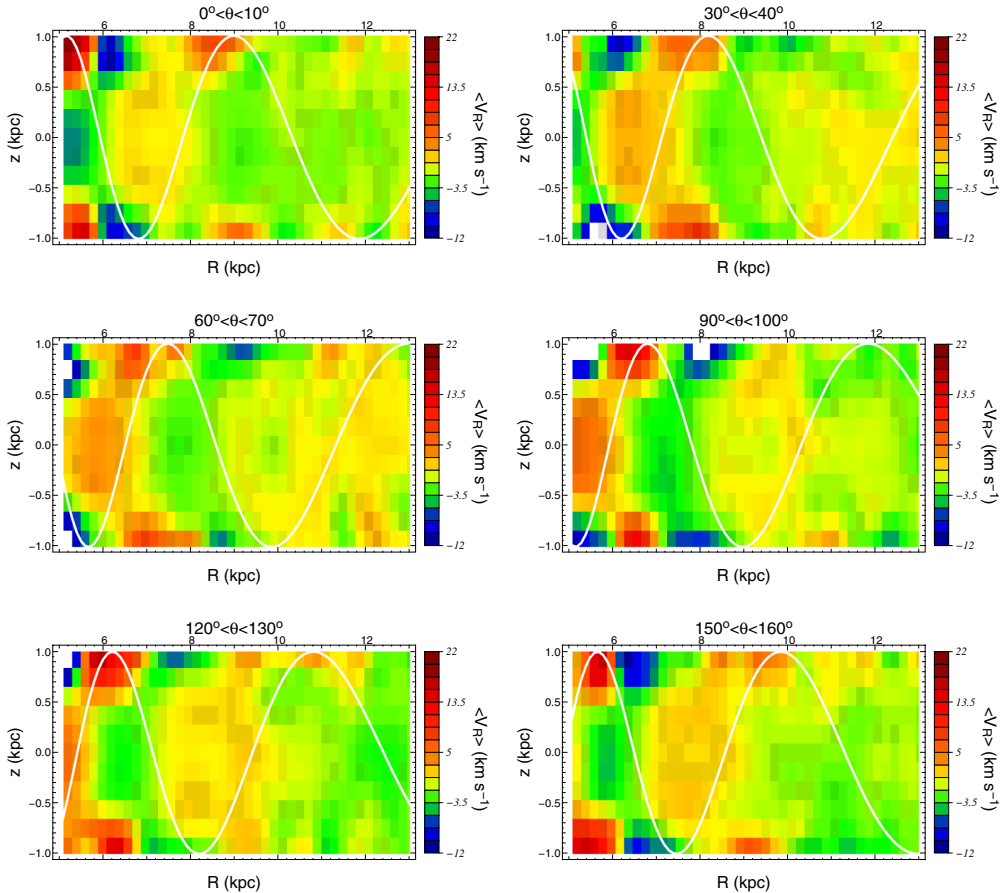 0°<θ<10° 30°<θ<40°
6 8 10 12 6 8 10 12
1.0 0.5 0.0 −0.5 −1.0 1.0 0.5 0.0 −0.5 −1.0
z (kpc) z (kpc)
22 13.5 5 −3.5 −12 22 13.5 5 −3.5 −12
<V_R> (km s⁻¹) <V_R> (km s⁻¹)
R (kpc) R (kpc)
60°<θ<70° 90°<θ<100°
6 8 10 12 6 8 10 12
1.0 0.5 0.0 −0.5 −1.0 1.0 0.5 0.0 −0.5 −1.0
z (kpc) z (kpc)
22 13.5 5 −3.5 −12 22 13.5 5 −3.5 −12
<V_R> (km s⁻¹) <V_R> (km s⁻¹)
R (kpc) R (kpc)
120°<θ<130° 150°<θ<160°
6 8 10 12 6 8 10 12
1.0 0.5 0.0 −0.5 −1.0 1.0 0.5 0.0 −0.5 −1.0
z (kpc) z (kpc)
22 13.5 5 −3.5 −12 22 13.5 5 −3.5 −12
<V_R> (km s⁻¹) <V_R> (km s⁻¹)
R (kpc) R (kpc)